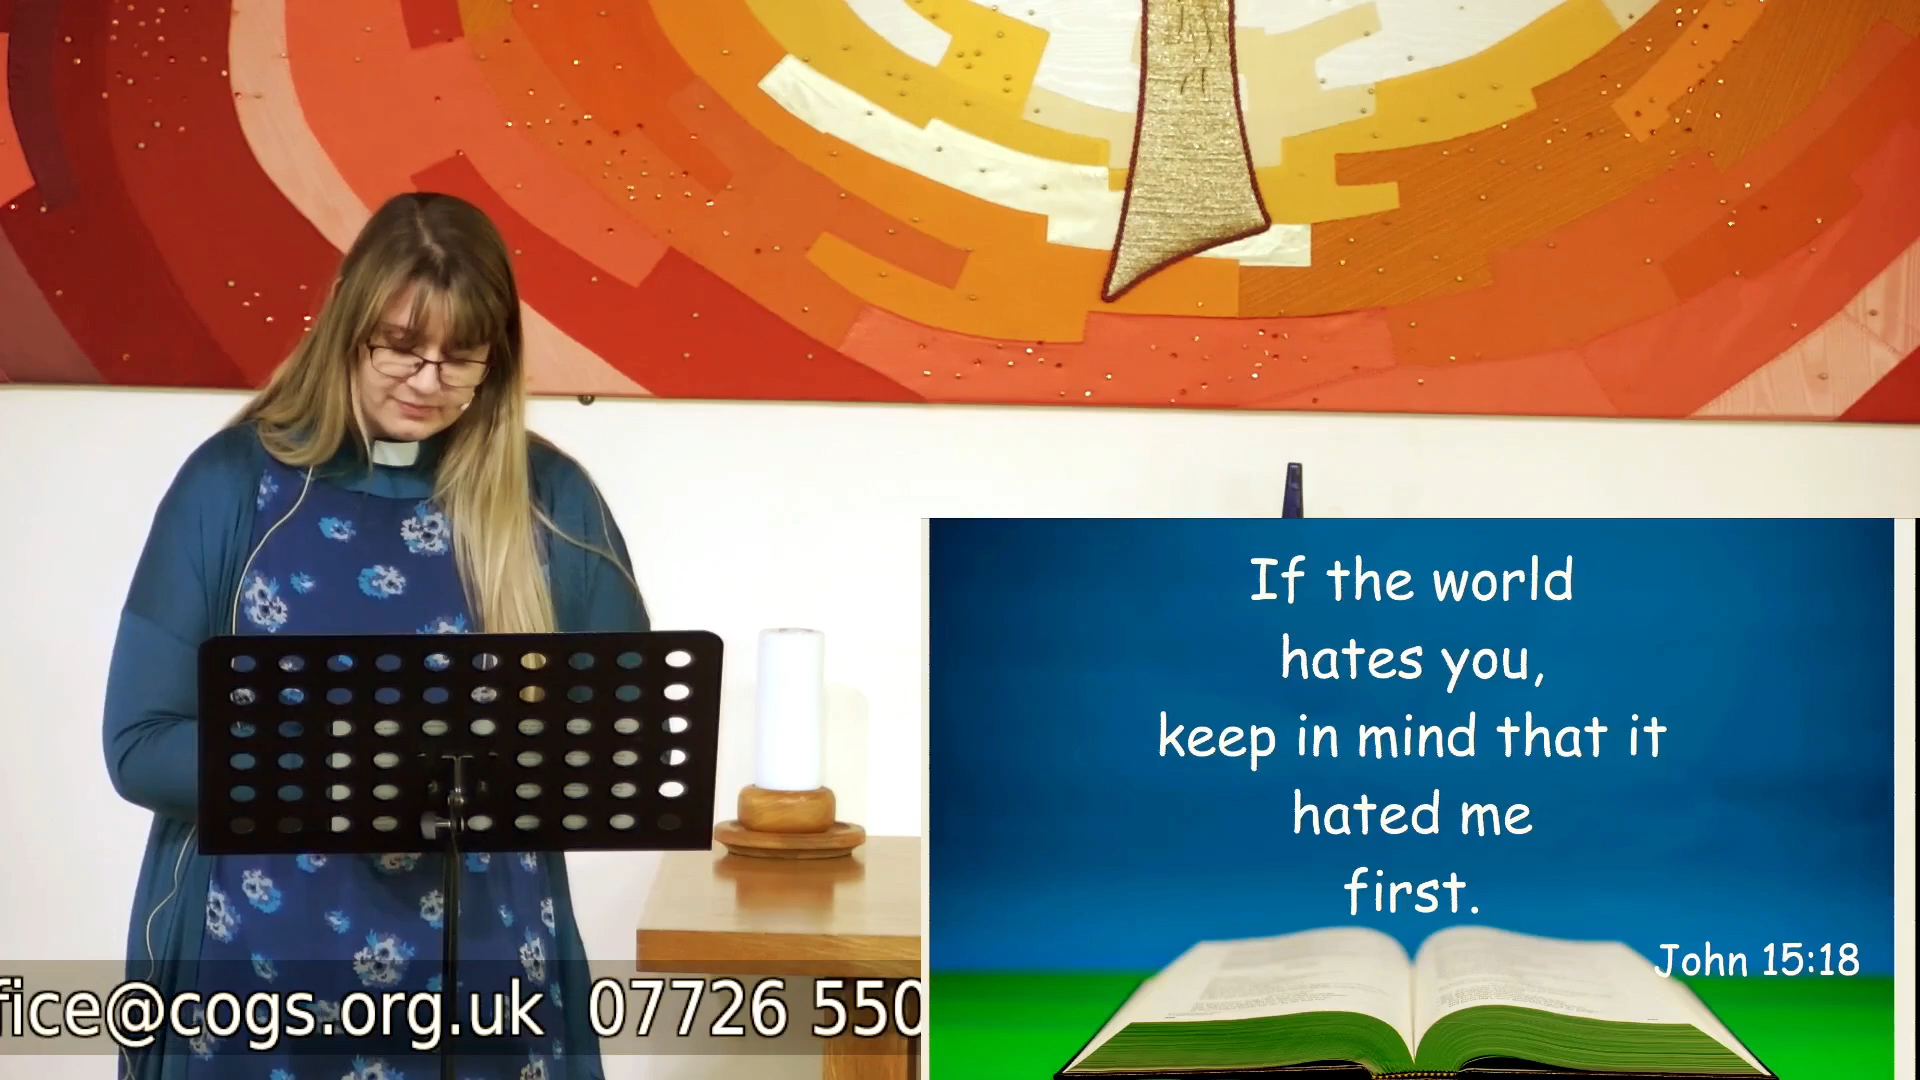 If the world
hates you,
keep in mind that it
hated me
first.
John 15:18
fice@cogs.org.uk 07726 550